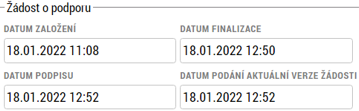 Žádost o podporu
DATUM ZALOŽENÍ DATUM FINALIZACE
18.01.2022 11:08 18.01.2022 12:50
DATUM PODPISU DATUM PODÁNÍ AKTUÁLNÍ VERZE ŽÁDOSTI
18.01.2022 12:52 18.01.2022 12:52